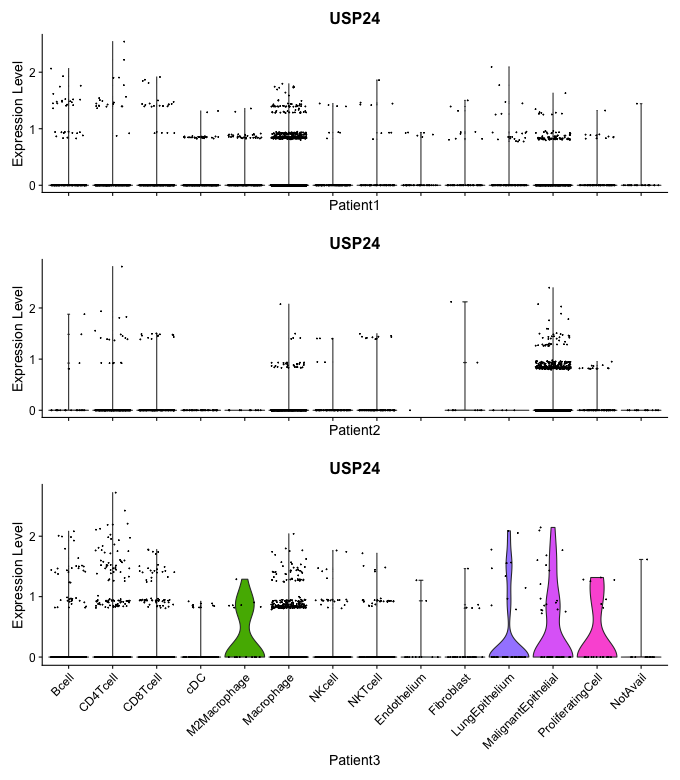 USP24
Expression Level
2
1
0
Patient1
USP24
Expression Level
2
1
0
Patient2
USP24
Expression Level
2
1
0
Bcell
CD4Tcell
CD8Tcell
cDC
M2Macrophage
Macrophage
NKcell
NKTcell
Endothelium
Fibroblast
LungEpithelium
MalignantEpithelial
ProliferatingCell
NotAvail
Patient3